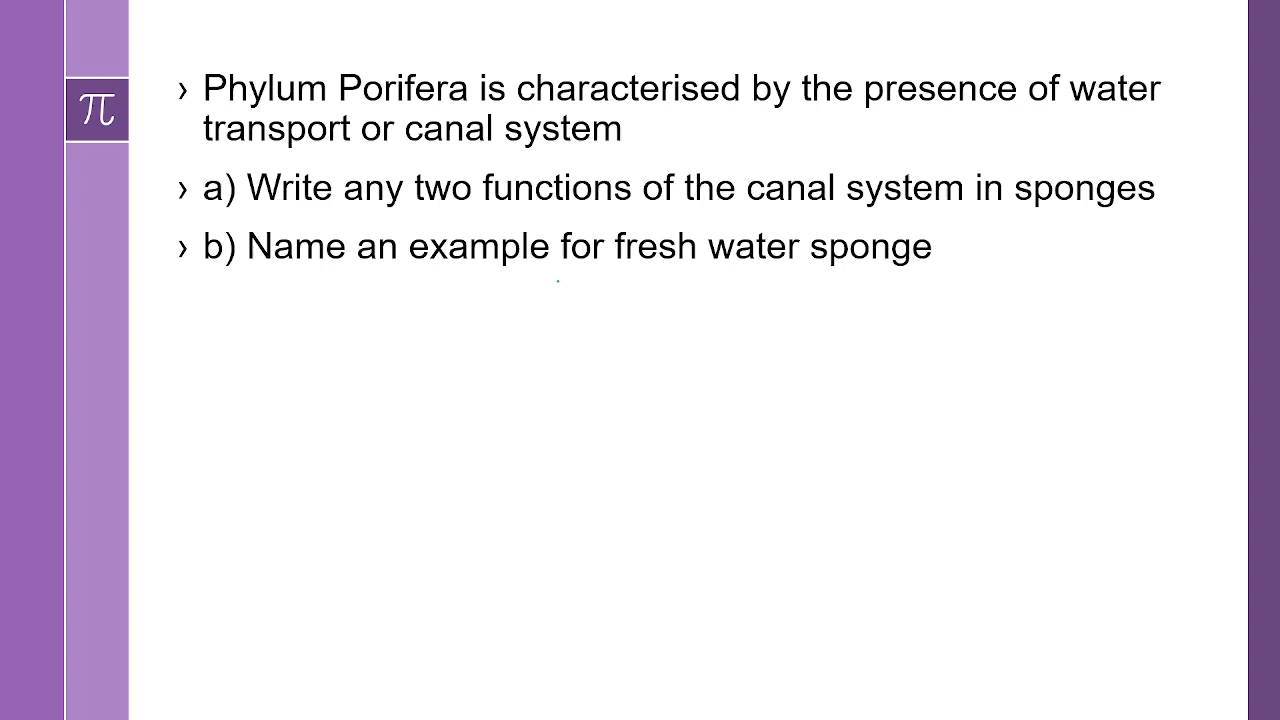 π
› Phylum Porifera is characterised by the presence of water
transport or canal system
› a) Write any two functions of the canal system in sponges
› b) Name an example for fresh water sponge